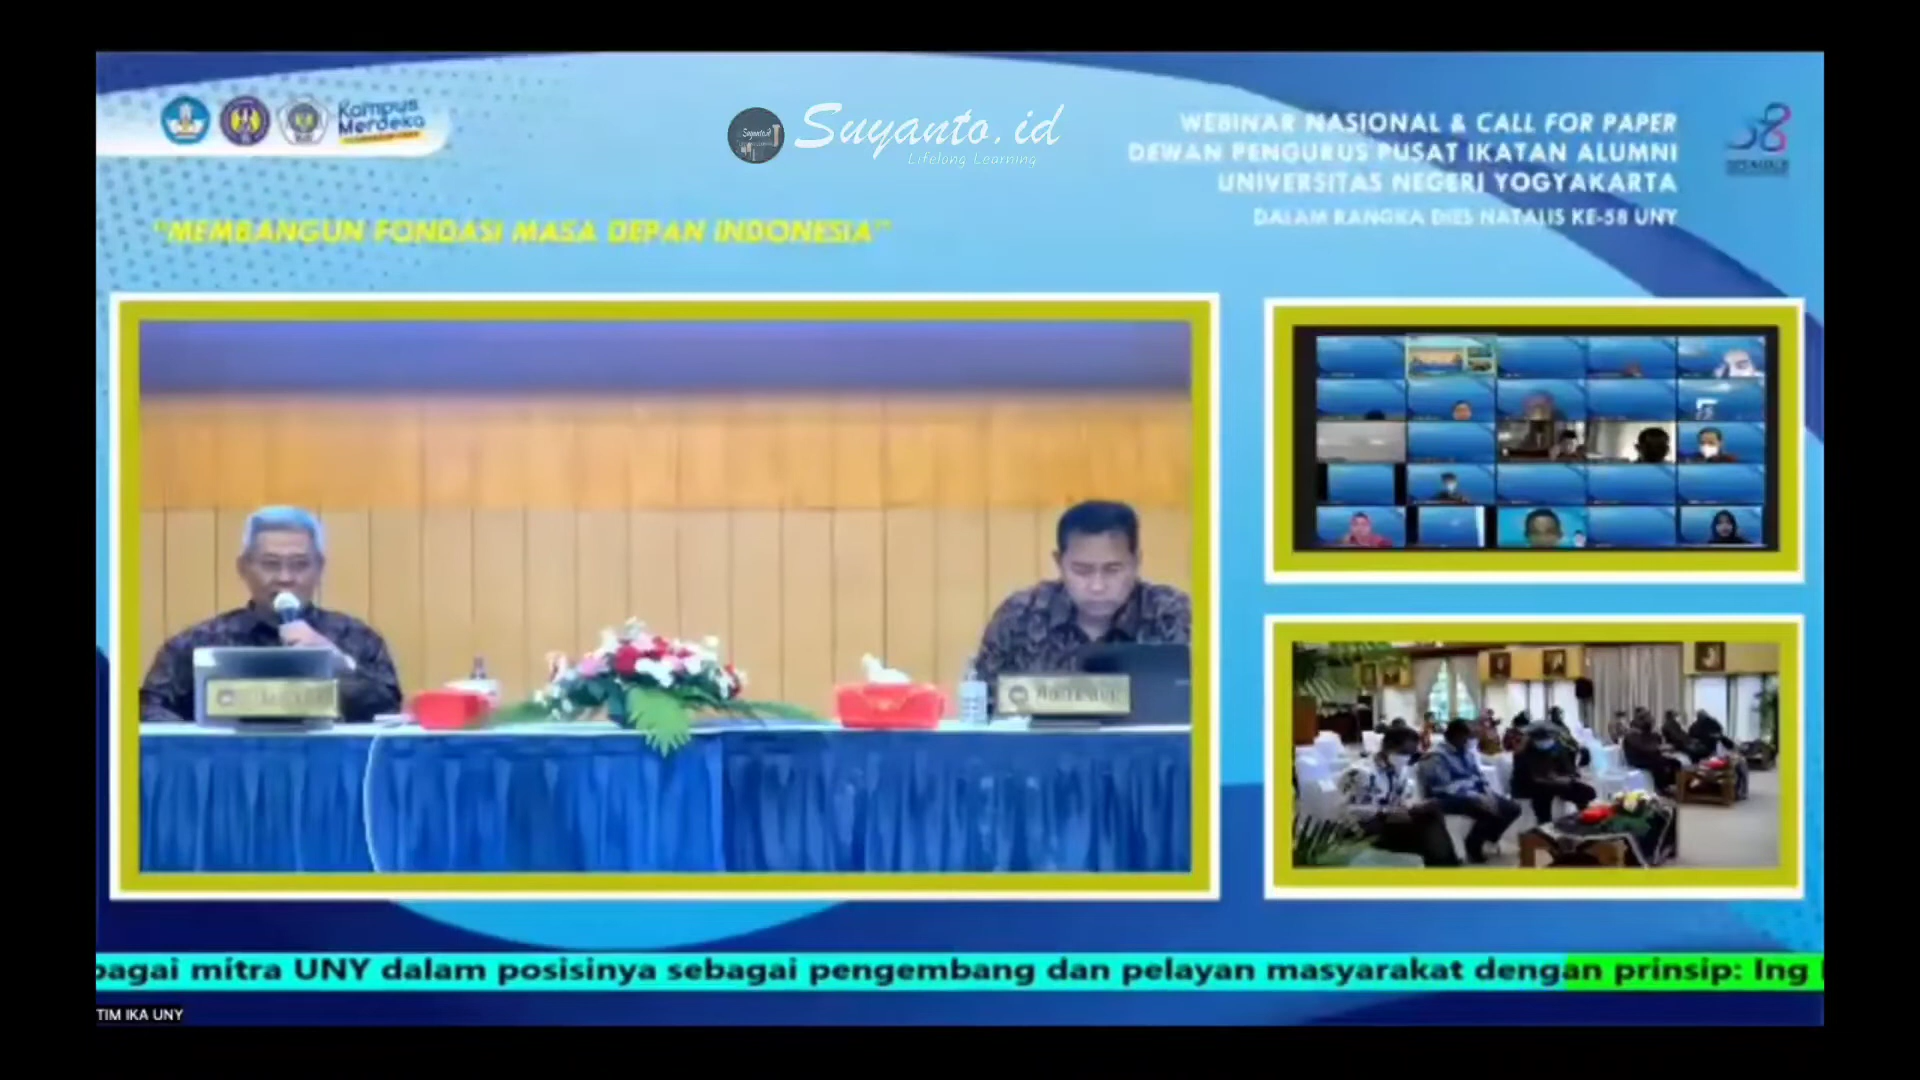 Kampus
Merdeka
Suyanto.id
Lifelong Learning
WEBINAR NASIONAL & CALL FOR PAPER
DEWAN PENGURUS PUSAT IKATAN ALUMNI
UNIVERSITAS NEGERI YOGYAKARTA
DALAM RANGKA DIES NATALIS KE-58 UNY
58
"MEMBANGUN FONDASI MASA DEPAN INDONESIA"
bagai mitra UNY dalam posisinya sebagai pengembang dan pelayan masyarakat dengan prinsip: Ing
TIM IKA UNY